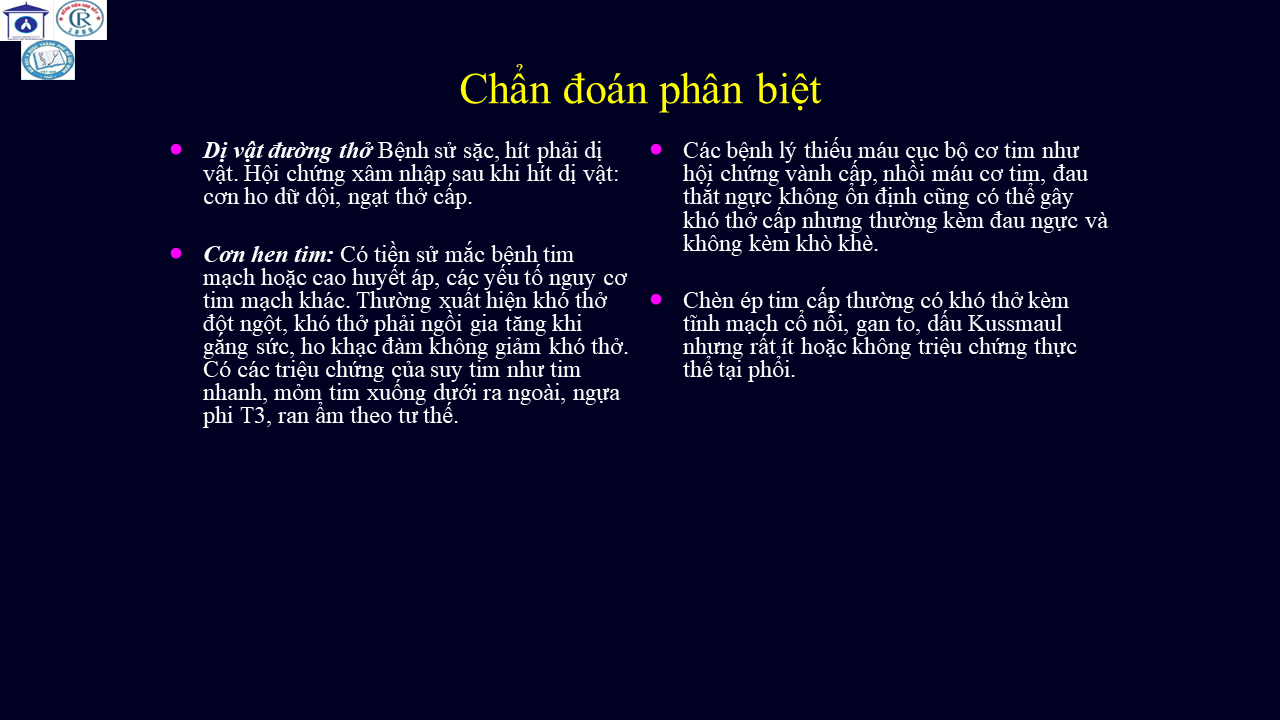 Chẩn đoán phân biệt
Dị vật đường thở Bệnh sử sặc, hít phải dị
vật. Hội chứng xâm nhập sau khi hít dị vật:
cơn ho dữ dội, ngạt thở cấp.
Cơn hen tim: Có tiền sử mắc bệnh tim
mạch hoặc cao huyết áp, các yếu tố nguy cơ
tim mạch khác. Thường xuất hiện khó thở
đột ngột, khó thở phải ngồi gia tăng khi
gắng sức, ho khạc đàm không giảm khó thở.
Có các triệu chứng của suy tim như tim
nhanh, mỏm tim xuống dưới ra ngoài, ngựa
phi T3, ran ẩm theo tư thế.
Các bệnh lý thiếu máu cục bộ cơ tim như
hội chứng vành cấp, nhồi máu cơ tim, đau
thắt ngực không ổn định cũng có thể gây
khó thở cấp nhưng thường kèm đau ngực và
không kèm khò khè.
Chèn ép tim cấp thường có khó thở kèm
tĩnh mạch cổ nổi, gan to, dấu Kussmaul
nhưng rất ít hoặc không triệu chứng thực
thể tại phổi.